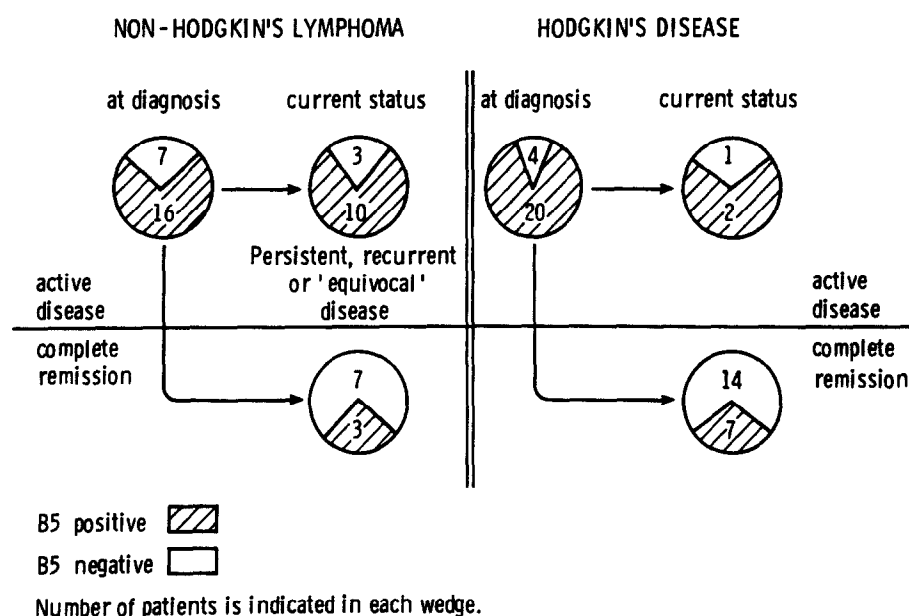 NON-HODGKIN'S LYMPHOMA
HODGKIN'S DISEASE
at diagnosis
current status
at diagnosis
current status
7
16
3
10
4
20
1
2
Persistent, recurrent
or 'equivocal'
disease
active
disease
active
disease
complete
remission
complete
remission
7
3
14
7
B5 positive
B5 negative
Number of patients is indicated in each wedge.